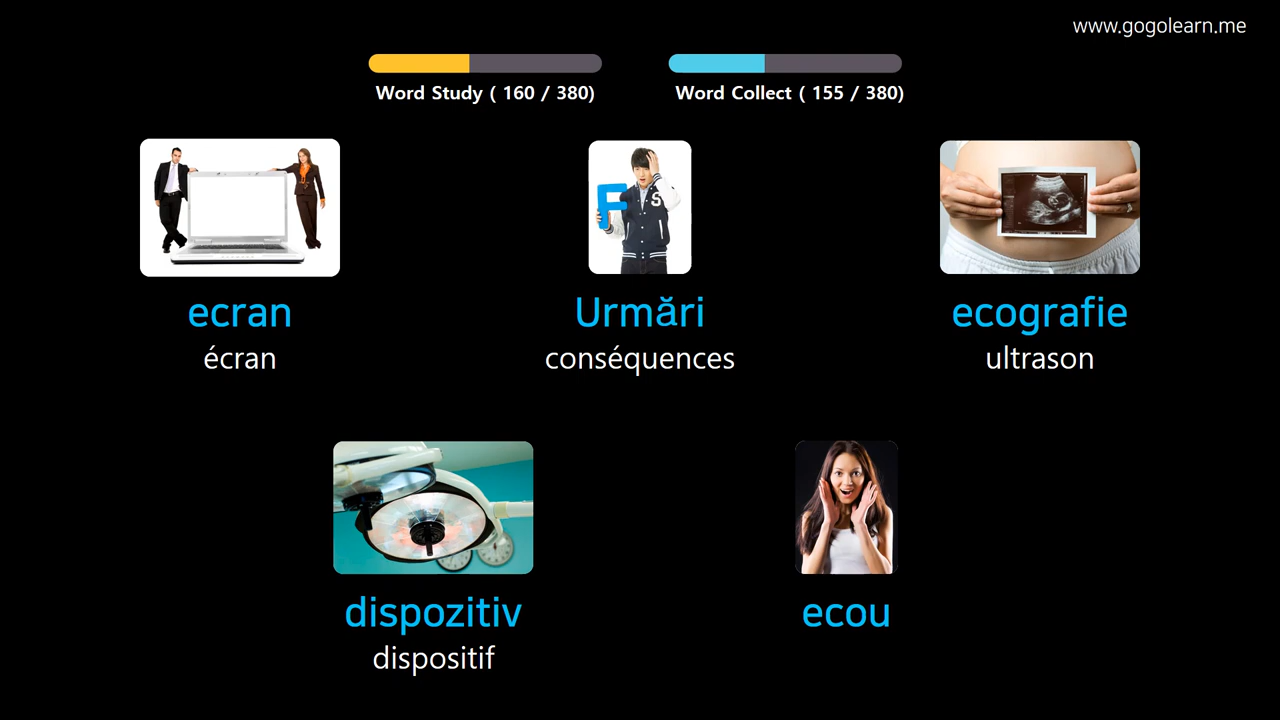 www.gogolearn.me
Word Study ( 160 / 380)
Word Collect ( 155 / 380)
F
S
ecran
écran
Urmări
conséquences
ecografie
ultrason
dispozitiv
dispositif
ecou